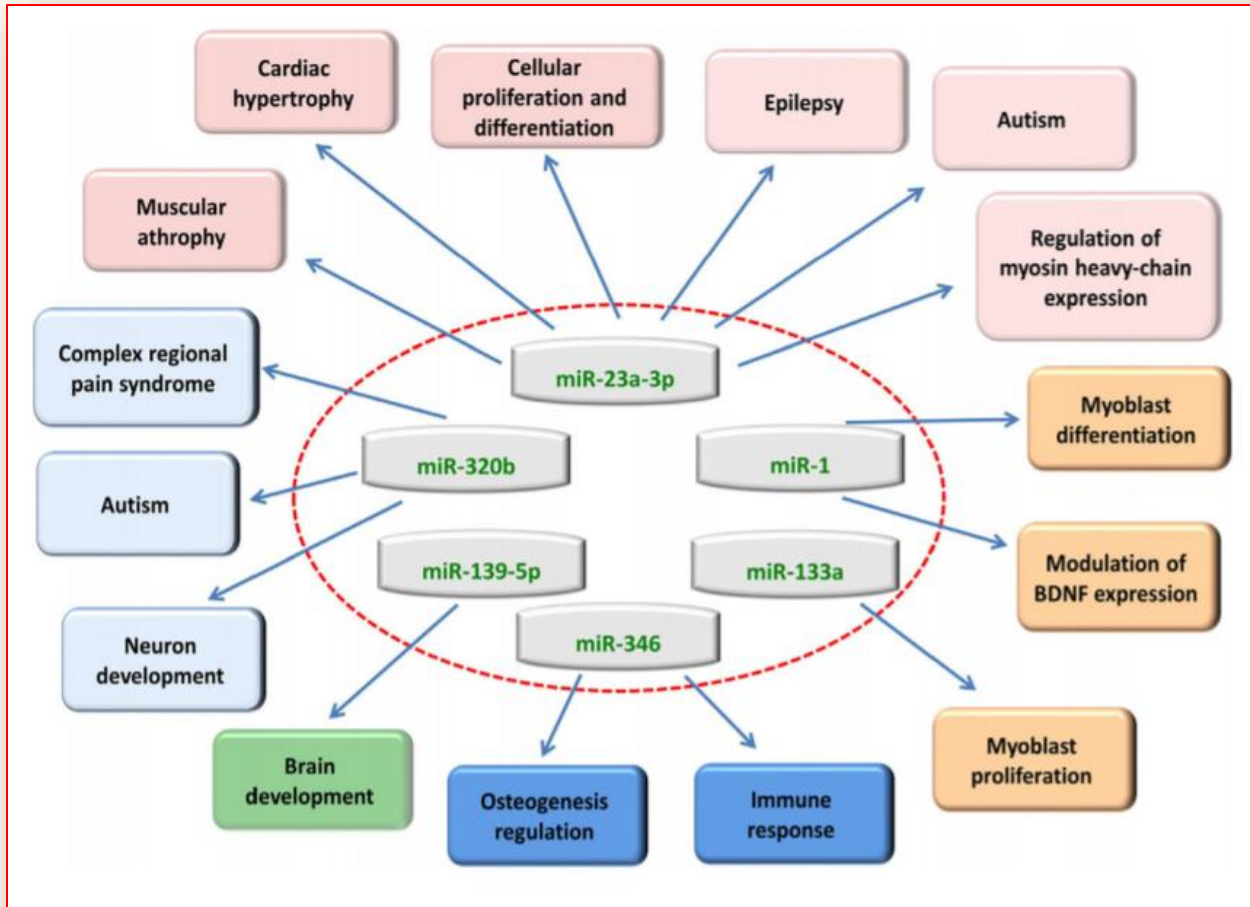 Cardiac
hypertrophy
Cellular
proliferation and
differentiation
Epilepsy
Autism
Muscular
athrophy
Regulation of
myosin heavy-chain
expression
Complex regional
pain syndrome
miR-23a-3p
Myoblast
differentiation
miR-320b
miR-1
Autism
Modulation of
BDNF expression
miR-139-5p
miR-133a
miR-346
Neuron
development
Brain
development
Osteogenesis
regulation
Immune
response
Myoblast
proliferation